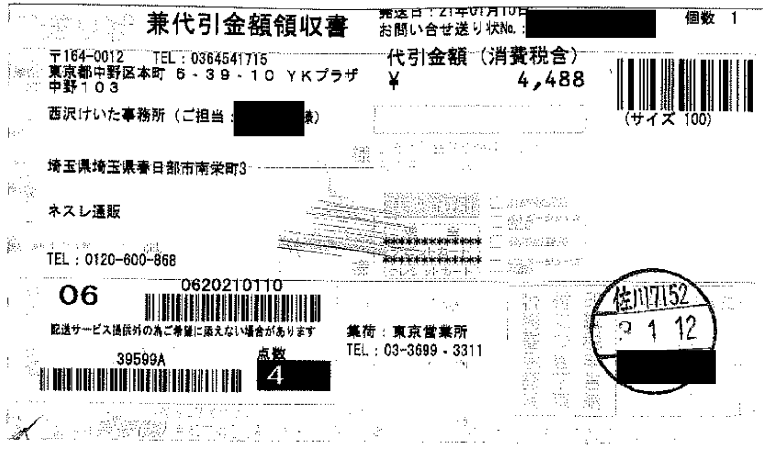 兼代引金額領収書
発送日：21年01月10日
お問い合せ送り状No.：
個数 1
〒164-0012 TEL：0364541715
東京都中野区本町 6-39-10 YKプラザ
中野103
代引金額（消費税含）
¥ 4,488
西沢けいた事務所（ご担当： 様）
（サイズ 100）
埼玉県埼玉県春日部市南栄町3
ネスレ通販
*************
*************
TEL：0120-600-868
06
0620210110
配送サービス提供外の為ご希望に添えない場合があります
39599A
点数
4
集荷：東京営業所
TEL：03-3699-3311
佐川17152
1 12